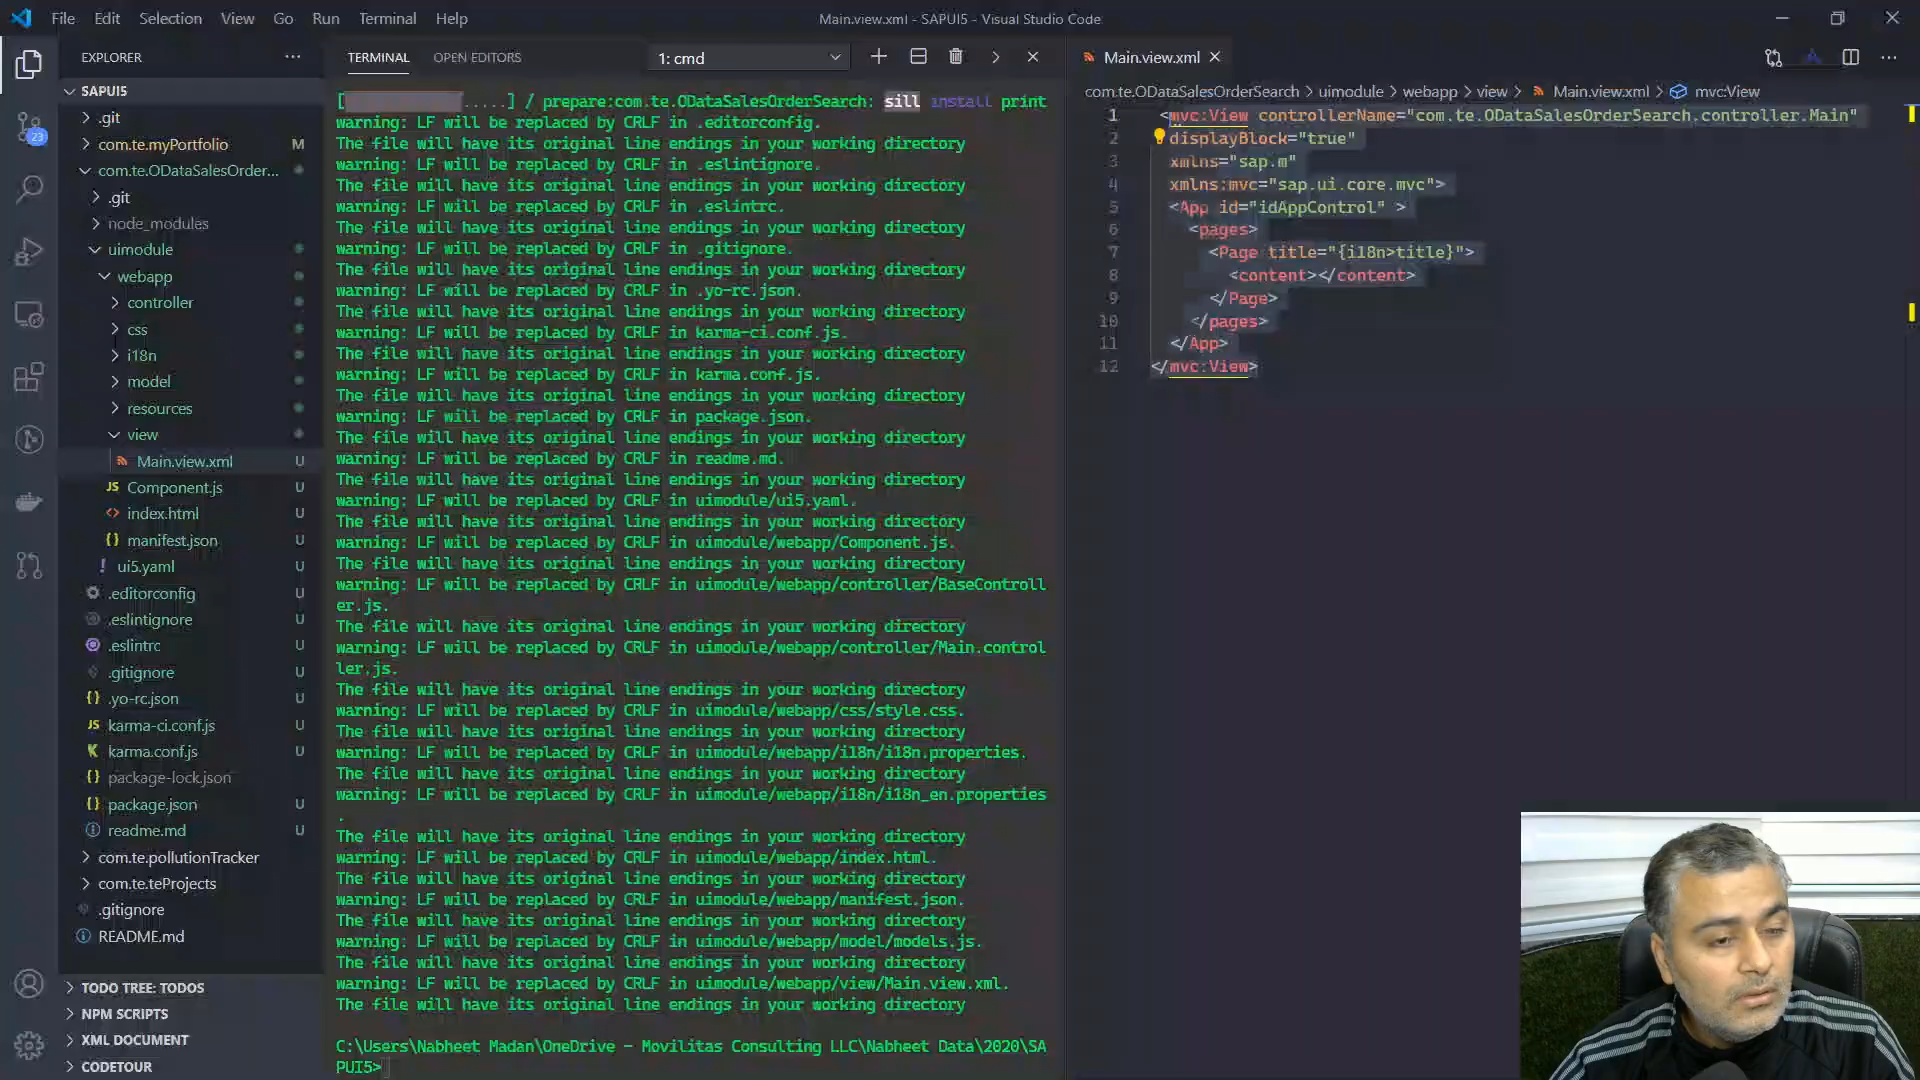 File Edit Selection View Go Run Terminal Help
Main.view.xml - SAPUI5 - Visual Studio Code
EXPLORER
SAPUI5
.git
com.te.myPortfolio M
com.te.ODataSalesOrder...
.git
node_modules
uimodule
webapp
controller
css
i18n
model
resources
view
Main.view.xml U
JS Component.js U
<> index.html U
{} manifest.json U
! ui5.yaml U
.editorconfig U
.eslintignore U
.eslintrc U
.gitignore U
{} .yo-rc.json U
JS karma-ci.conf.js U
K karma.conf.js U
{} package-lock.json
{} package.json U
readme.md U
com.te.pollutionTracker
com.te.teProjects
.gitignore
README.md
TODO TREE: TODOS
NPM SCRIPTS
XML DOCUMENT
CODETOUR
23
TERMINAL OPEN EDITORS 1: cmd
[ .....] / prepare:com.te.ODataSalesOrderSearch: sill install print
warning: LF will be replaced by CRLF in .editorconfig.
The file will have its original line endings in your working directory
warning: LF will be replaced by CRLF in .eslintignore.
The file will have its original line endings in your working directory
warning: LF will be replaced by CRLF in .eslintrc.
The file will have its original line endings in your working directory
warning: LF will be replaced by CRLF in .gitignore.
The file will have its original line endings in your working directory
warning: LF will be replaced by CRLF in .yo-rc.json.
The file will have its original line endings in your working directory
warning: LF will be replaced by CRLF in karma-ci.conf.js.
The file will have its original line endings in your working directory
warning: LF will be replaced by CRLF in karma.conf.js.
The file will have its original line endings in your working directory
warning: LF will be replaced by CRLF in package.json.
The file will have its original line endings in your working directory
warning: LF will be replaced by CRLF in readme.md.
The file will have its original line endings in your working directory
warning: LF will be replaced by CRLF in uimodule/ui5.yaml.
The file will have its original line endings in your working directory
warning: LF will be replaced by CRLF in uimodule/webapp/Component.js.
The file will have its original line endings in your working directory
warning: LF will be replaced by CRLF in uimodule/webapp/controller/BaseControll
er.js.
The file will have its original line endings in your working directory
warning: LF will be replaced by CRLF in uimodule/webapp/controller/Main.control
ler.js.
The file will have its original line endings in your working directory
warning: LF will be replaced by CRLF in uimodule/webapp/css/style.css.
The file will have its original line endings in your working directory
warning: LF will be replaced by CRLF in uimodule/webapp/i18n/i18n.properties.
The file will have its original line endings in your working directory
warning: LF will be replaced by CRLF in uimodule/webapp/i18n/i18n_en.properties
.
The file will have its original line endings in your working directory
warning: LF will be replaced by CRLF in uimodule/webapp/index.html.
The file will have its original line endings in your working directory
warning: LF will be replaced by CRLF in uimodule/webapp/manifest.json.
The file will have its original line endings in your working directory
warning: LF will be replaced by CRLF in uimodule/webapp/model/models.js.
The file will have its original line endings in your working directory
warning: LF will be replaced by CRLF in uimodule/webapp/view/Main.view.xml.
The file will have its original line endings in your working directory
C:\Users\Nabheet Madan\OneDrive - Movilitas Consulting LLC\Nabheet Data\2020\SA
PUI5>
Main.view.xml
com.te.ODataSalesOrderSearch > uimodule > webapp > view > Main.view.xml > mvc:View
1 <mvc:View controllerName="com.te.ODataSalesOrderSearch.controller.Main"
2 displayBlock="true"
3 xmlns="sap.m"
4 xmlns:mvc="sap.ui.core.mvc">
5 <App id="idAppControl" >
6 <pages>
7 <Page title="{i18n>title}">
8 <content></content>
9 </Page>
10 </pages>
11 </App>
12 </mvc:View>